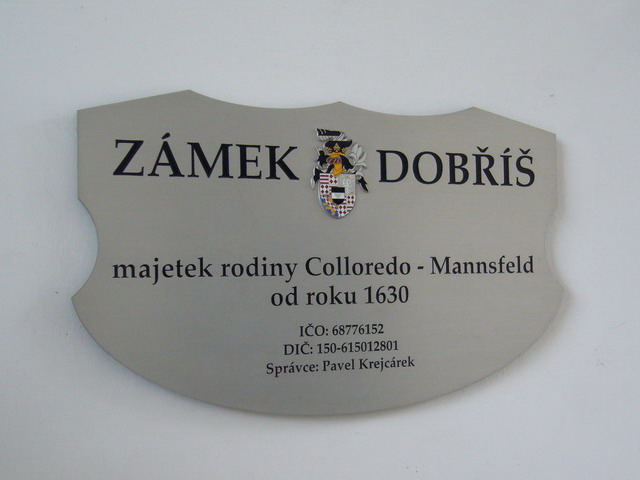 ZÁMEK DOBŘÍŠ
majetek rodiny Colloredo - Mannsfeld
od roku 1630
IČO: 68776152
DIČ: 150-615012801
Správce: Pavel Krejcárek